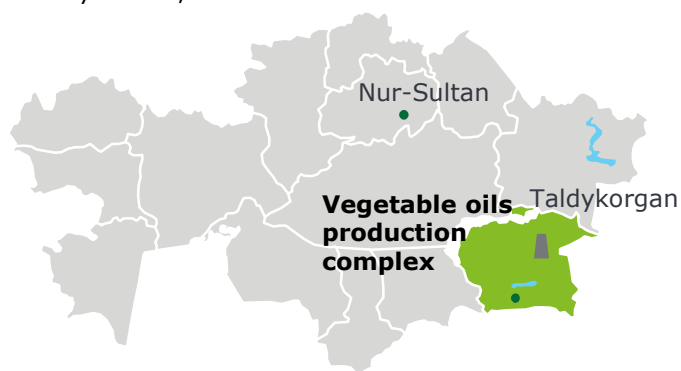 Nur-Sultan
Taldykorgan
Vegetable oils
production
complex